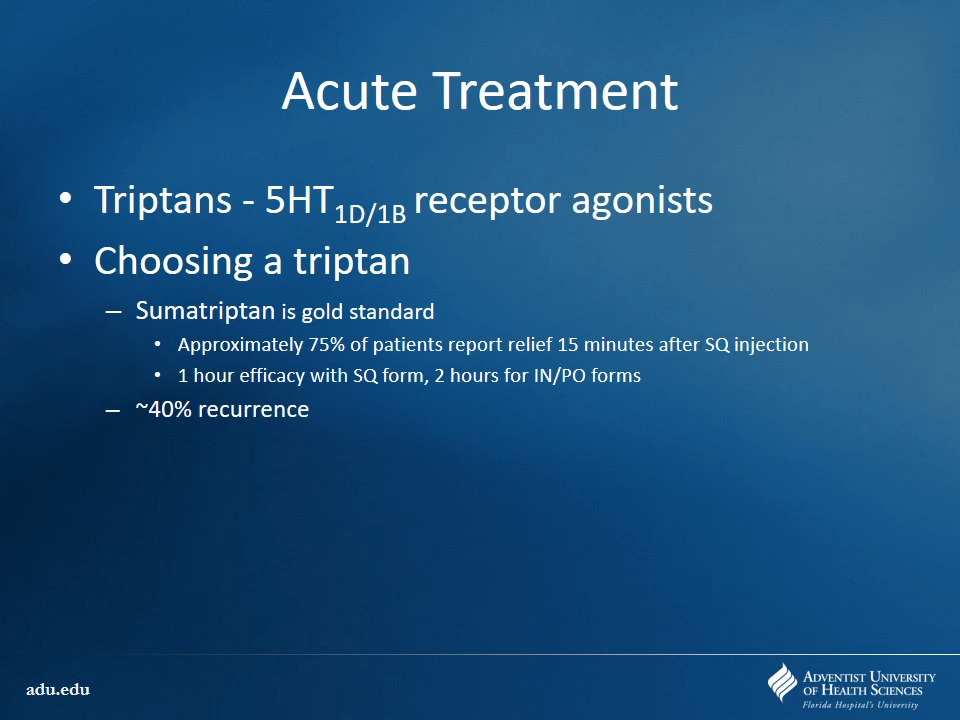 Acute Treatment
• Triptans - 5HT1D/1B receptor agonists
• Choosing a triptan
– Sumatriptan is gold standard
• Approximately 75% of patients report relief 15 minutes after SQ injection
• 1 hour efficacy with SQ form, 2 hours for IN/PO forms
– ~40% recurrence
adu.edu
ADVENTIST UNIVERSITY
OF HEALTH SCIENCES
Florida Hospital's University